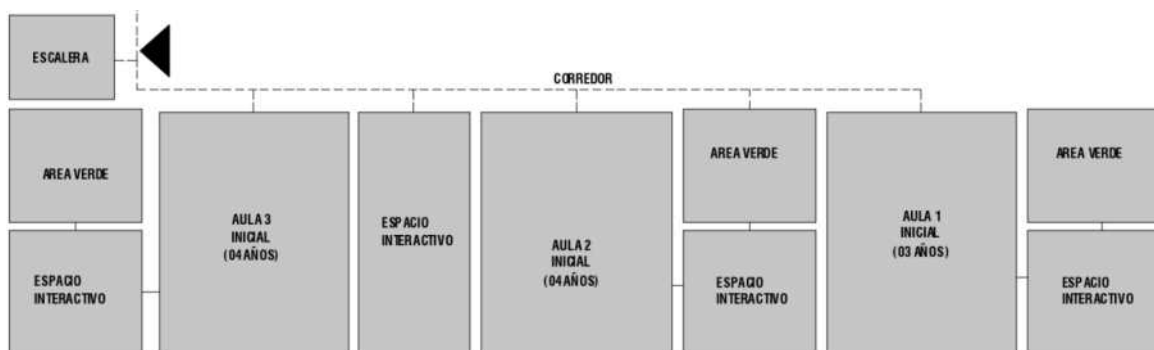 ESCALERA
CORREDOR
AREA VERDE
AULA 3
INICIAL
(04 AÑOS)
ESPACIO
INTERACTIVO
AULA 2
INICIAL
(04 AÑOS)
AREA VERDE
AULA 1
INICIAL
(03 AÑOS)
AREA VERDE
ESPACIO
INTERACTIVO
ESPACIO
INTERACTIVO
ESPACIO
INTERACTIVO